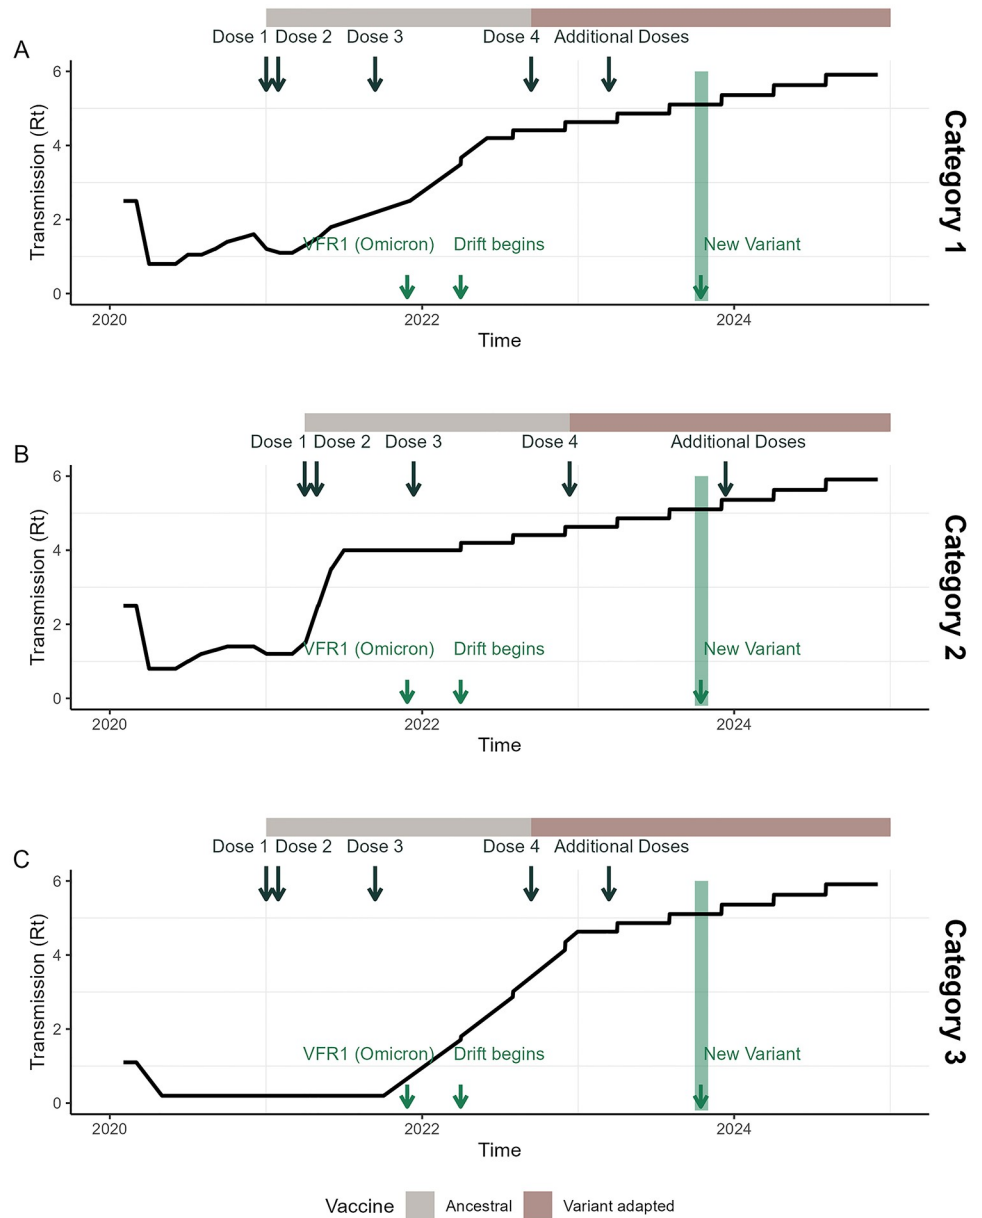 Dose 1 Dose 2 Dose 3 Dose 4 Additional Doses
A
6
4
2
0
Transmission (Rt)
VFR1 (Omicron) Drift begins New Variant
2020 2022 2024
Time
Category 1
Dose 1 Dose 2 Dose 3 Dose 4 Additional Doses
B
6
4
2
0
Transmission (Rt)
VFR1 (Omicron) Drift begins New Variant
2020 2022 2024
Time
Category 2
Dose 1 Dose 2 Dose 3 Dose 4 Additional Doses
C
6
4
2
0
Transmission (Rt)
VFR1 (Omicron) Drift begins New Variant
2020 2022 2024
Time
Category 3
Vaccine Ancestral Variant adapted